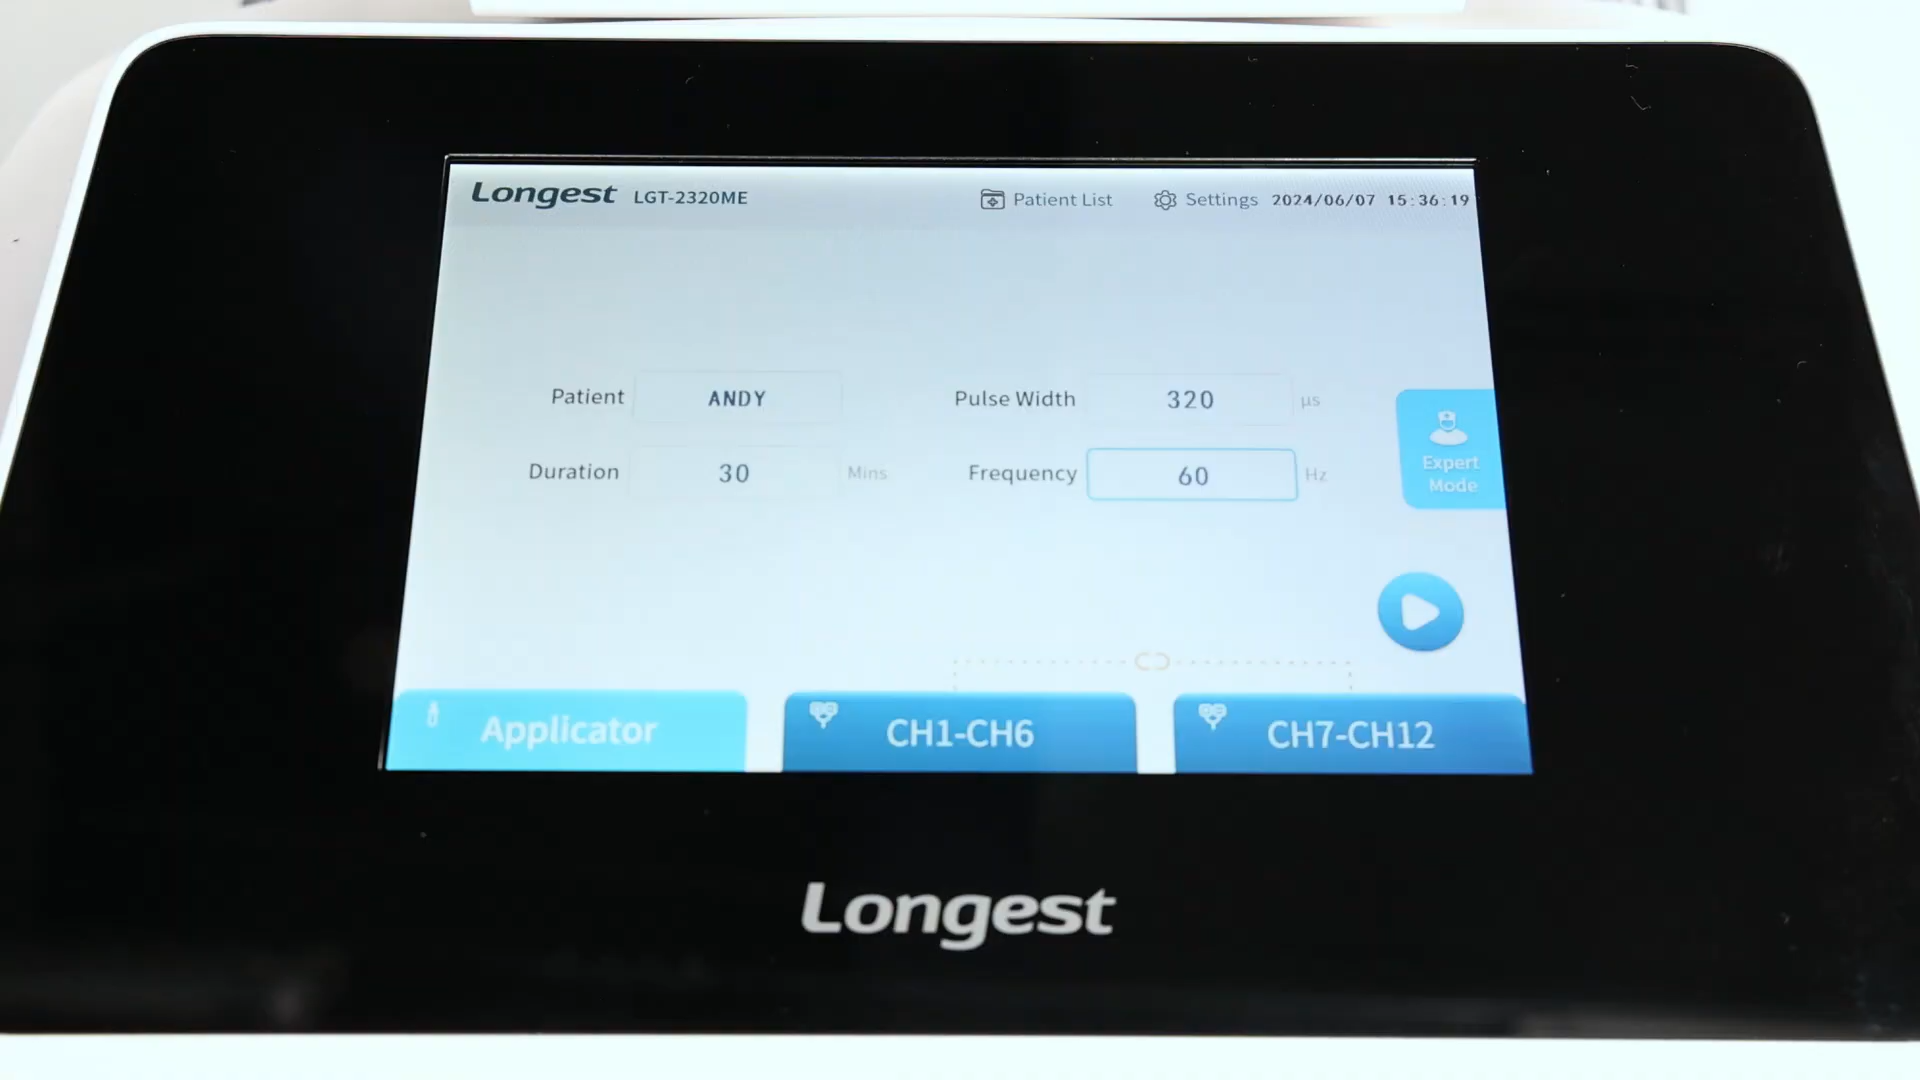 Longest LGT-2320ME Patient List Settings 2024/06/07 15:36:19
Patient ANDY Pulse Width 320 µs
Duration 30 Mins Frequency 60 Hz
Expert
Mode
Applicator CH1-CH6 CH7-CH12
Longest